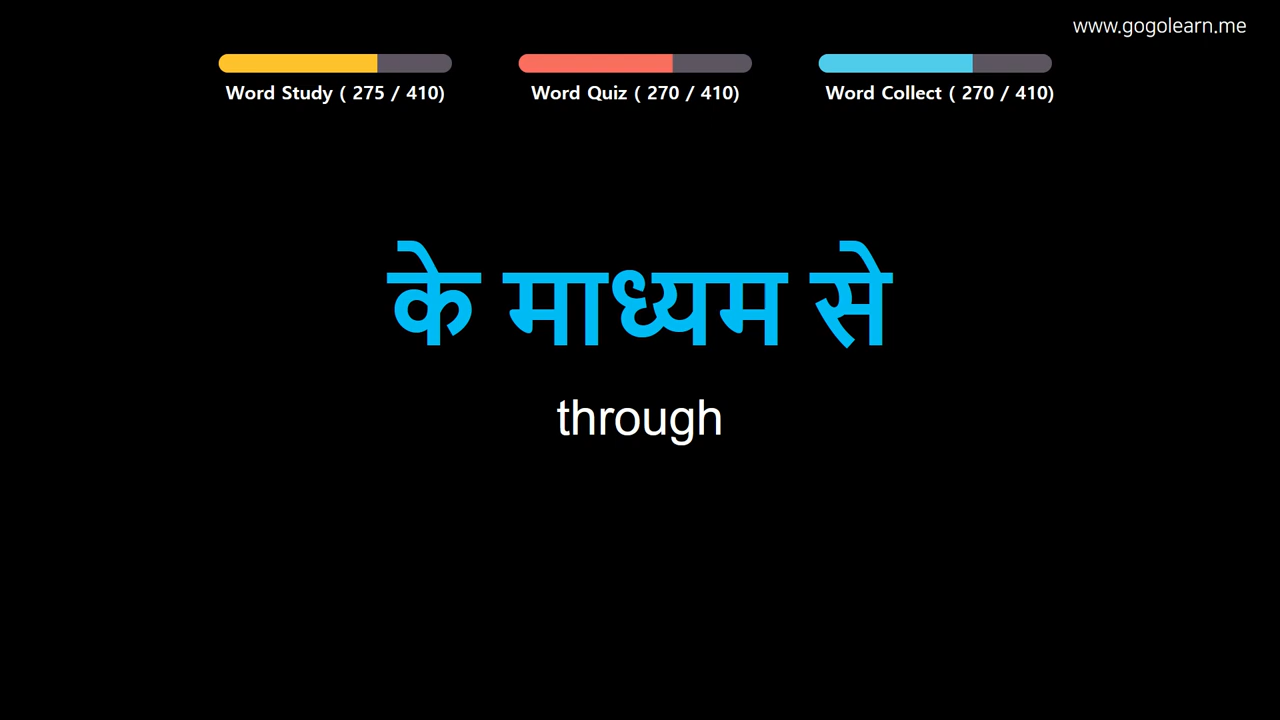 www.gogolearn.me
Word Study ( 275 / 410)
Word Quiz ( 270 / 410)
Word Collect ( 270 / 410)
के माध्यम से
through